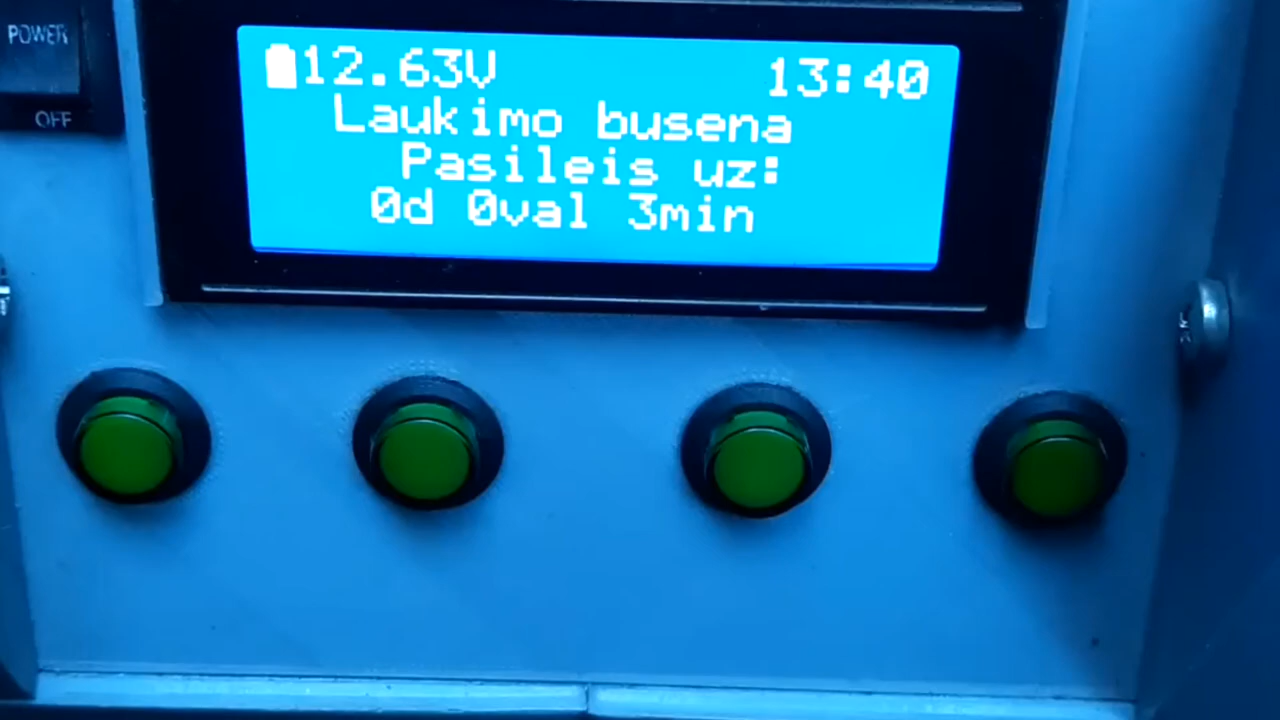 POWER
OFF
12.63V 13:40
Laukimo busena
Pasileis uz:
0d 0val 3min